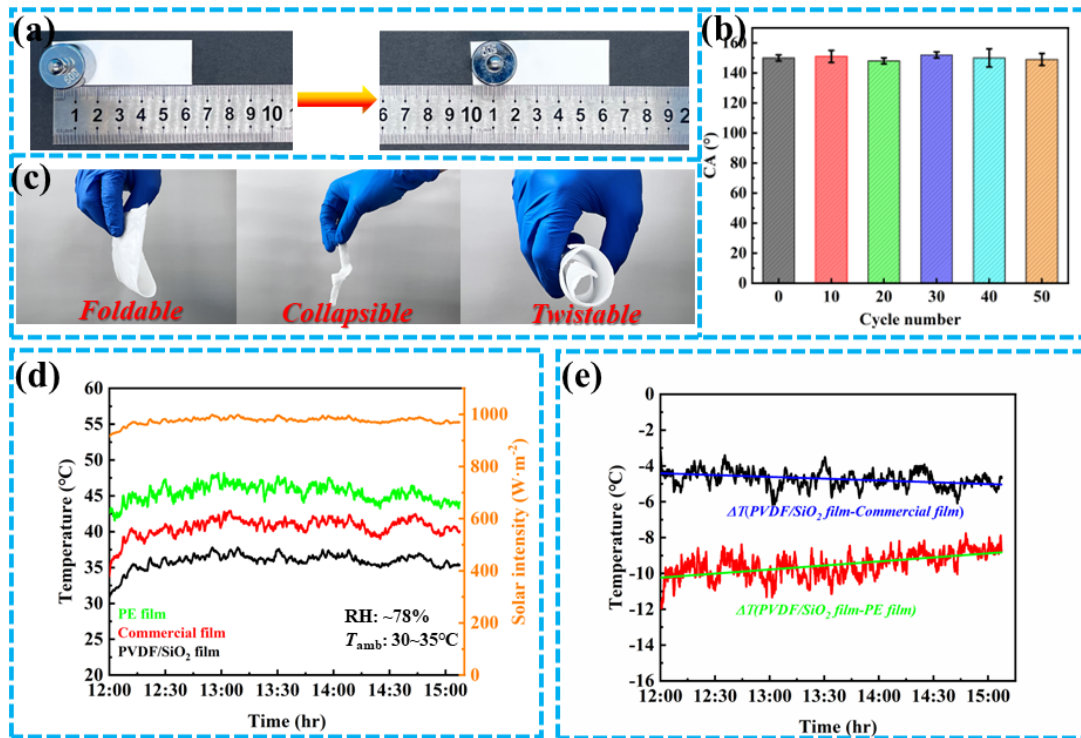 (a)
1 2 3 4 5 6 7 8 9 10
6 7 8 9 10 1 2 3 4 5 6 7 8 9 2
(b)
160
140
120
100
80
60
40
20
0
CA (°)
0 10 20 30 40 50
Cycle number
(c)
Foldable
Collapsible
Twistable
(d)
60
55
50
45
40
35
30
25
20
Temperature (°C)
1000
800
600
400
200
0
Solar intensity (W·m⁻²)
PE film
Commercial film
PVDF/SiO₂ film
RH: ~78%
Tamb: 30~35°C
12:00 12:30 13:00 13:30 14:00 14:30 15:00
Time (hr)
(e)
0
-2
-4
-6
-8
-10
-12
-14
-16
Temperature (°C)
ΔT(PVDF/SiO₂ film-Commercial film)
ΔT(PVDF/SiO₂ film-PE film)
12:00 12:30 13:00 13:30 14:00 14:30 15:00
Time (hr)